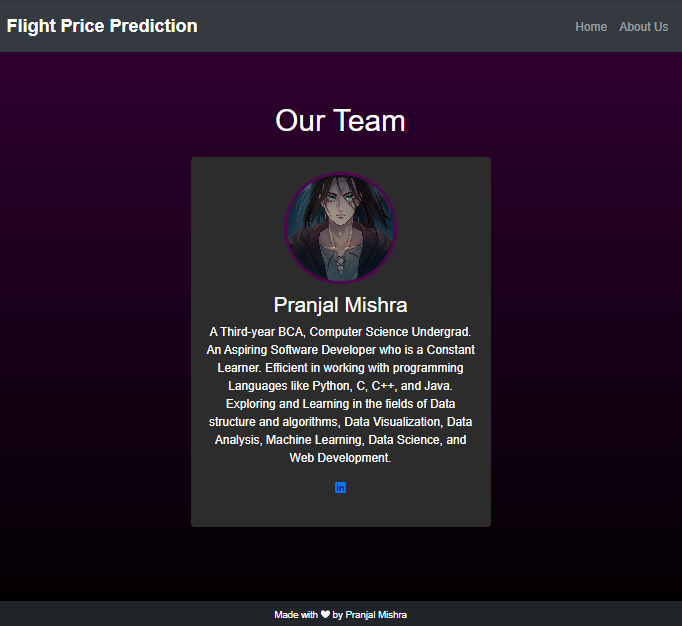 Flight Price Prediction
Home About Us
Our Team
Pranjal Mishra
A Third-year BCA, Computer Science Undergrad.
An Aspiring Software Developer who is a Constant
Learner. Efficient in working with programming
Languages like Python, C, C++, and Java.
Exploring and Learning in the fields of Data
structure and algorithms, Data Visualization, Data
Analysis, Machine Learning, Data Science, and
Web Development.
in
Made with ❤ by Pranjal Mishra